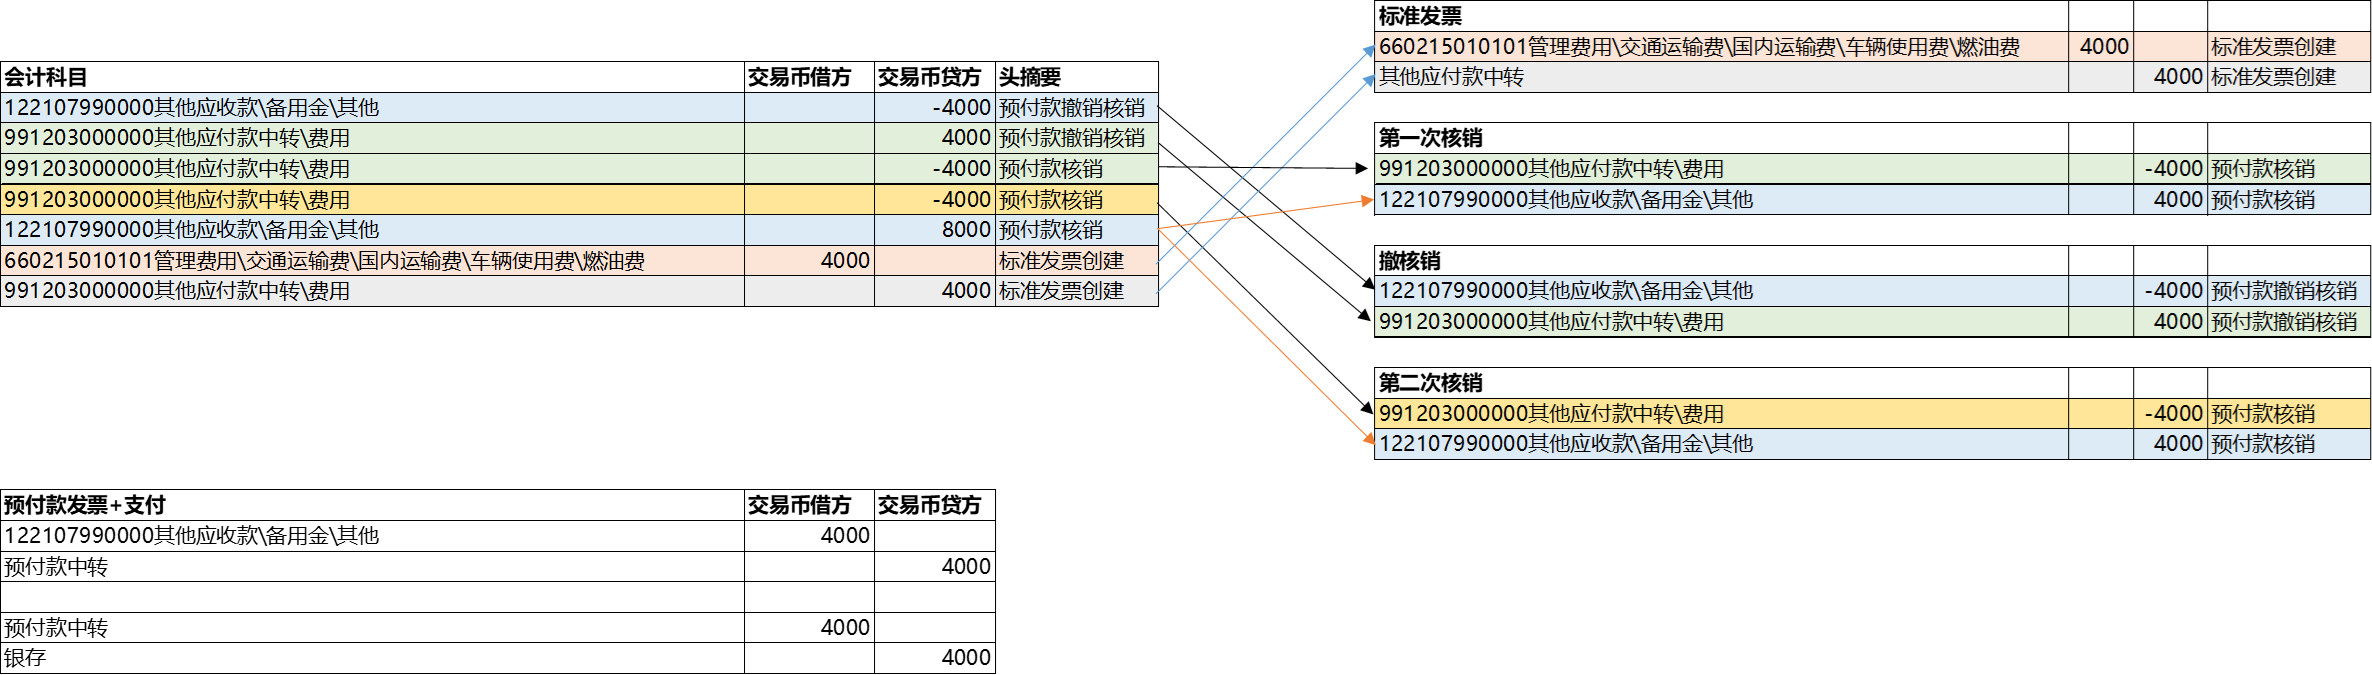 会计科目 交易币借方 交易币贷方 头摘要
122107990000其他应收款\备用金\其他 -4000 预付款撤销核销
991203000000其他应付款中转\费用 4000 预付款撤销核销
991203000000其他应付款中转\费用 -4000 预付款核销
991203000000其他应付款中转\费用 -4000 预付款核销
122107990000其他应收款\备用金\其他 8000 预付款核销
660215010101管理费用\交通运输费\国内运输费\车辆使用费\燃油费 4000 标准发票创建
991203000000其他应付款中转\费用 4000 标准发票创建
标准发票
660215010101管理费用\交通运输费\国内运输费\车辆使用费\燃油费 4000 标准发票创建
其他应付款中转 4000 标准发票创建
第一次核销
991203000000其他应付款中转\费用 -4000 预付款核销
122107990000其他应收款\备用金\其他 4000 预付款核销
撤核销
122107990000其他应收款\备用金\其他 -4000 预付款撤销核销
991203000000其他应付款中转\费用 4000 预付款撤销核销
第二次核销
991203000000其他应付款中转\费用 -4000 预付款核销
122107990000其他应收款\备用金\其他 4000 预付款核销
预付款发票+支付 交易币借方 交易币贷方
122107990000其他应收款\备用金\其他 4000
预付款中转 4000
预付款中转 4000
银存 4000